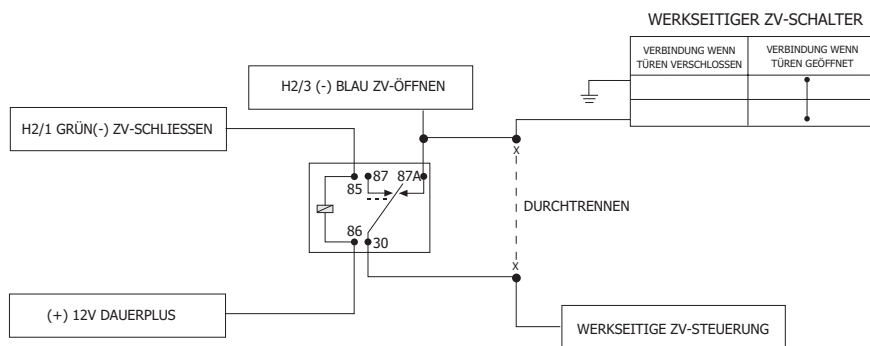 WERKSEITIGER ZV-SCHALTER
VERBINDUNG WENN
TÜREN VERSCHLOSSEN
VERBINDUNG WENN
TÜREN GEÖFFNET
H2/3 (-) BLAU ZV-ÖFFNEN
H2/1 GRÜN(-) ZV-SCHLIESSEN
X
87 87A
85
DURCHTRENNEN
86
30
X
(+) 12V DAUERPLUS
WERKSEITIGE ZV-STEUERUNG